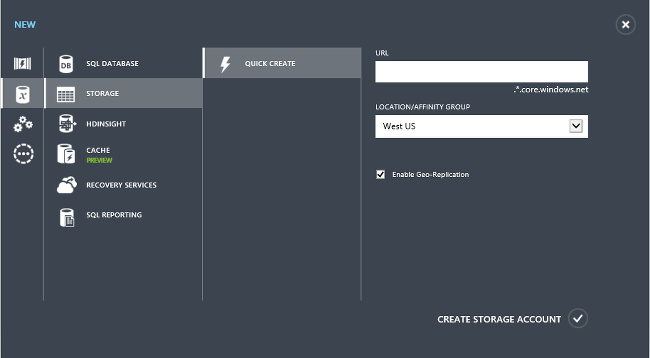 NEW
SQL DATABASE
STORAGE
HDINSIGHT
CACHE
PREVIEW
RECOVERY SERVICES
SQL REPORTING
QUICK CREATE
URL
.*.core.windows.net
LOCATION/AFFINITY GROUP
West US
Enable Geo-Replication
CREATE STORAGE ACCOUNT